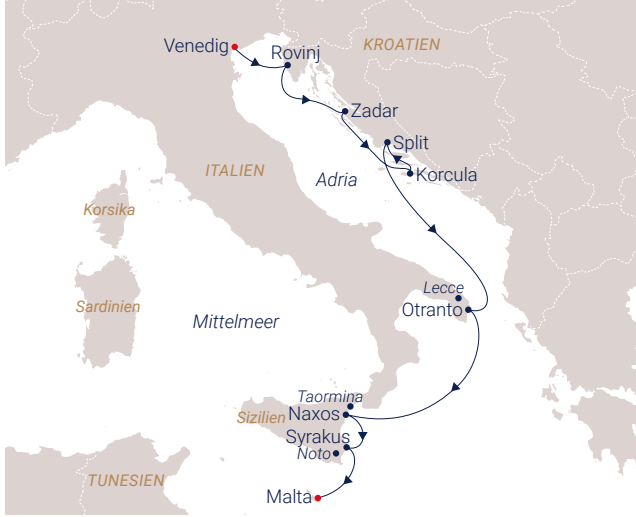 Venedig
KROATIEN
Rovinj
Zadar
Split
ITALIEN
Adria
Korcula
Korsika
Lecce
Sardinien
Otranto
Mittelmeer
Taormina
Sizilien
Naxos
Syrakus
Noto
TUNESIEN
Malta